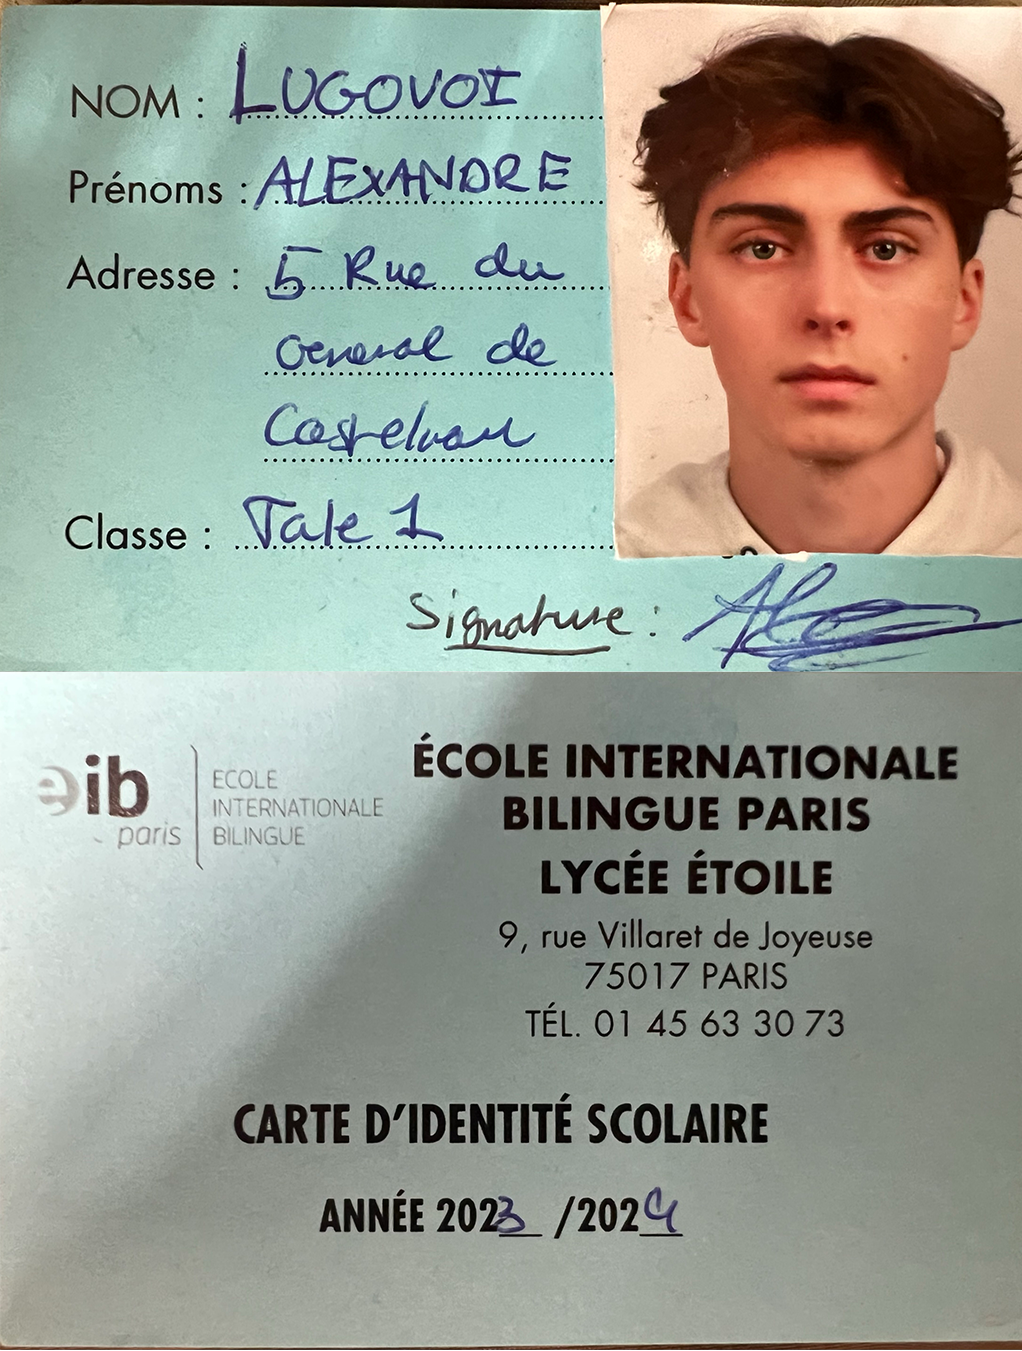 NOM : LUGOVOI
Prénoms : ALEXANDRE
Adresse : 5 Rue du
General de
Castelnau
Classe : Tale 1
Signature :
eib
paris
ECOLE
INTERNATIONALE
BILINGUE
ÉCOLE INTERNATIONALE
BILINGUE PARIS
LYCÉE ÉTOILE
9, rue Villaret de Joyeuse
75017 PARIS
TÉL. 01 45 63 30 73
CARTE D'IDENTITÉ SCOLAIRE
ANNÉE 2023 /2024